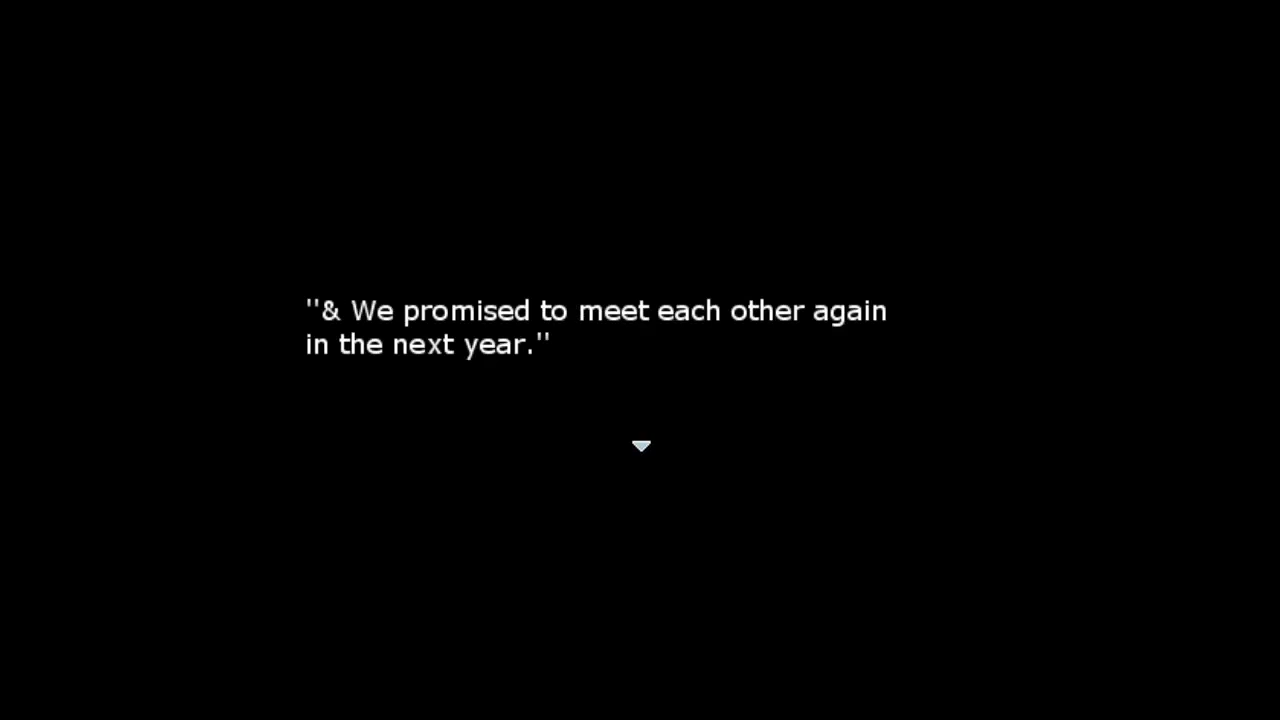 "& We promised to meet each other again
in the next year."